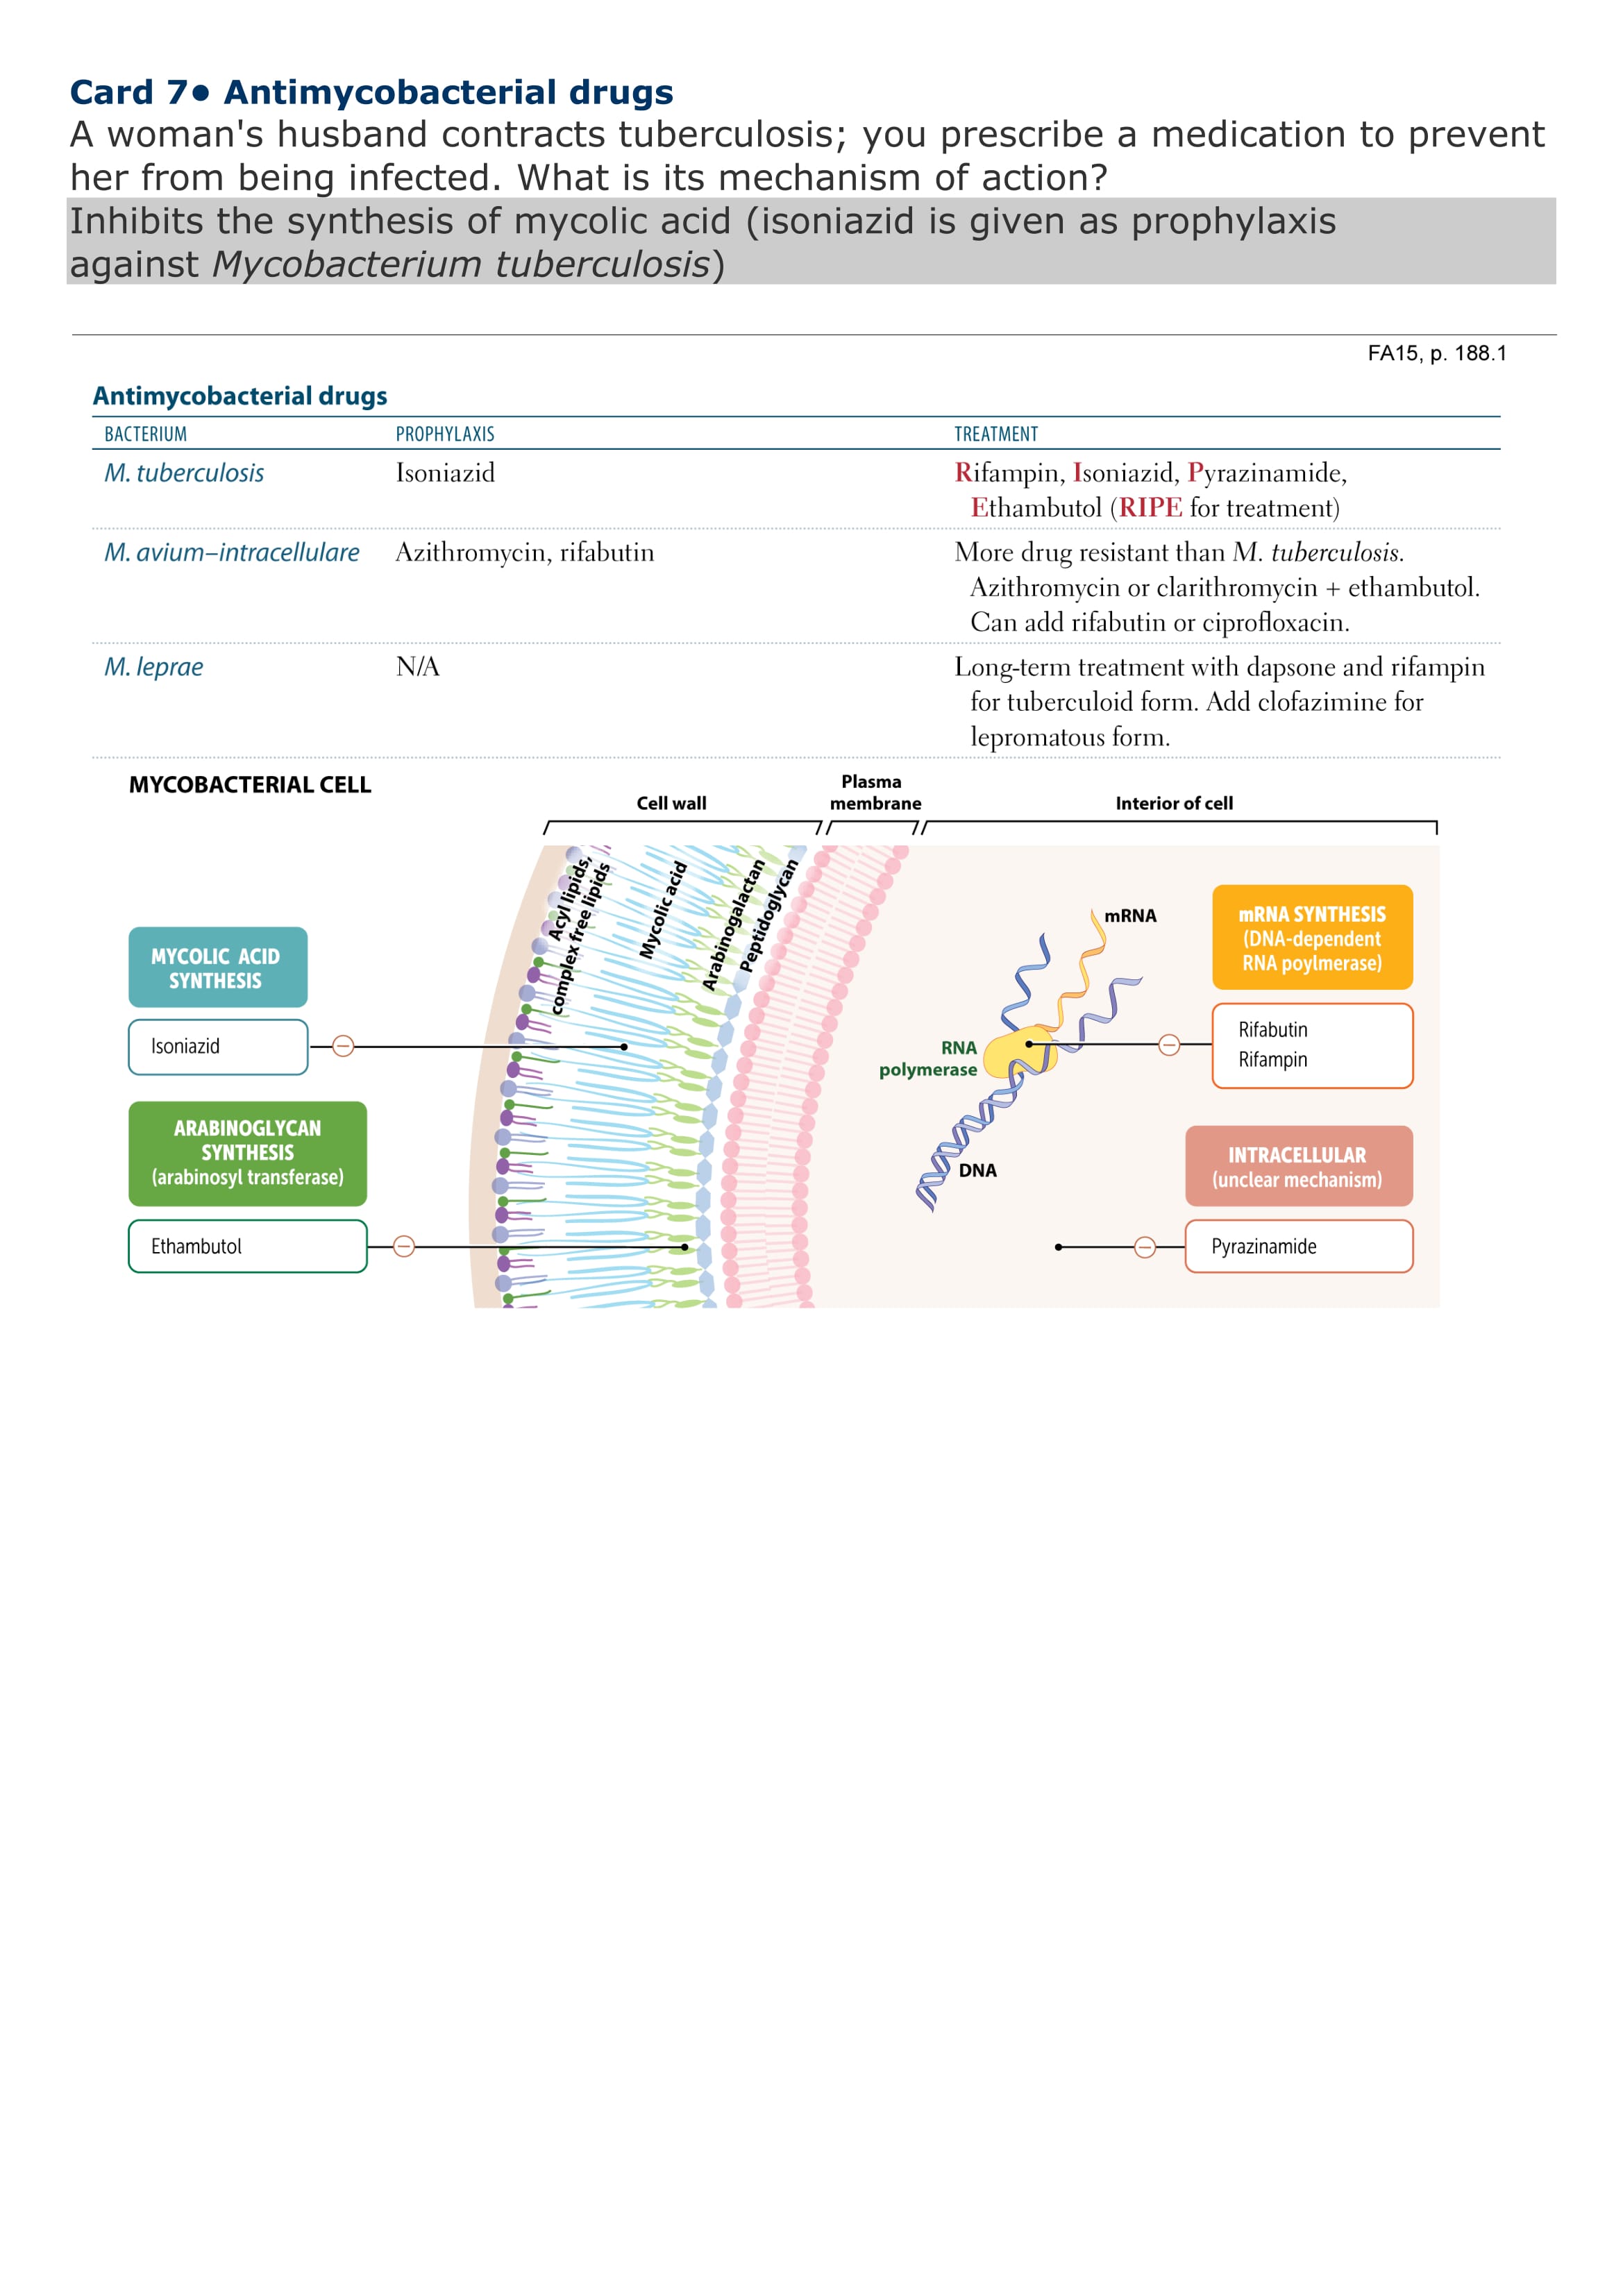 Card 7● Antimycobacterial drugs
A woman's husband contracts tuberculosis; you prescribe a medication to prevent
her from being infected. What is its mechanism of action?
Inhibits the synthesis of mycolic acid (isoniazid is given as prophylaxis
against Mycobacterium tuberculosis)
FA15, p. 188.1
Antimycobacterial drugs
BACTERIUM PROPHYLAXIS TREATMENT
M. tuberculosis Isoniazid Rifampin, Isoniazid, Pyrazinamide,
Ethambutol (RIPE for treatment)
M. avium–intracellulare Azithromycin, rifabutin More drug resistant than M. tuberculosis.
Azithromycin or clarithromycin + ethambutol.
Can add rifabutin or ciprofloxacin.
M. leprae N/A Long-term treatment with dapsone and rifampin
for tuberculoid form. Add clofazimine for
lepromatous form.
MYCOBACTERIAL CELL
Cell wall
Plasma
membrane
Interior of cell
Acyl lipids,
complex free lipids
Mycolic acid
Arabinogalactan
Peptidoglycan
MYCOLIC ACID
SYNTHESIS
Isoniazid
ARABINOGLYCAN
SYNTHESIS
(arabinosyl transferase)
Ethambutol
mRNA
RNA
polymerase
DNA
mRNA SYNTHESIS
(DNA-dependent
RNA poylmerase)
Rifabutin
Rifampin
INTRACELLULAR
(unclear mechanism)
Pyrazinamide